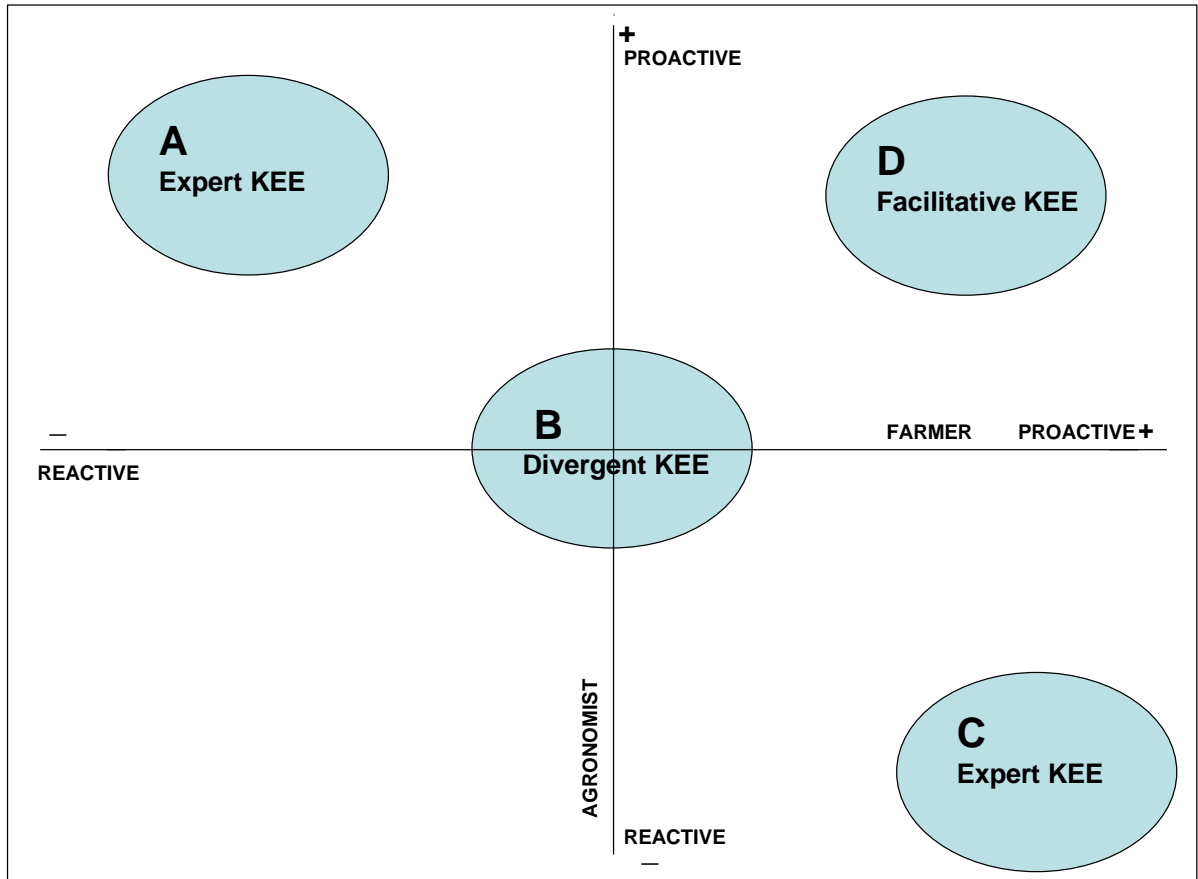 +
PROACTIVE
A
Expert KEE
D
Facilitative KEE
B
Divergent KEE
_
REACTIVE
FARMER PROACTIVE +
_
AGRONOMIST
C
Expert KEE
REACTIVE
_